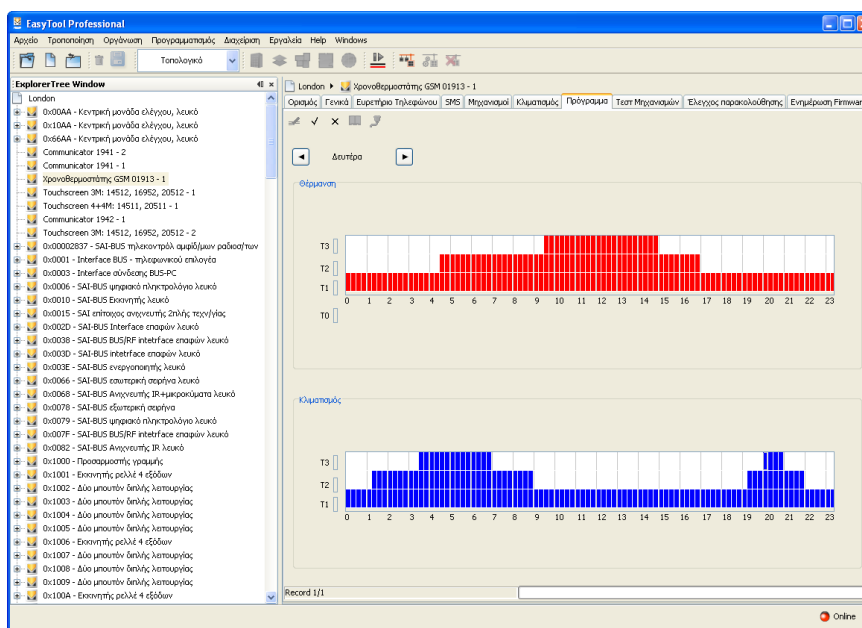 EasyTool Professional
Αρχείο Τροποποίηση Οργάνωση Προγραμματισμός Διαχείριση Εργαλεία Help Windows
Τοπολογικό
ExplorerTree Window
London
0x00AA - Κεντρική μονάδα ελέγχου, λευκό
0x10AA - Κεντρική μονάδα ελέγχου, λευκό
0x66AA - Κεντρική μονάδα ελέγχου, λευκό
Communicator 1941 - 2
Communicator 1941 - 1
Χρονοθερμοστάτης GSM 01913 - 1
Touchscreen 3M: 14512, 16952, 20512 - 1
Touchscreen 4+4M: 14511, 20511 - 1
Communicator 1942 - 1
Touchscreen 3M: 14512, 16952, 20512 - 2
0x00002837 - SAI-BUS τηλεκοντρόλ αμφίδ/μων ραδιοσ/των
0x0001 - Interface BUS - τηλεφωνικού επιλογέα
0x0003 - Interface σύνδεσης BUS-PC
0x0006 - SAI-BUS ψηφιακό πληκτρολόγιο λευκό
0x0010 - SAI-BUS Εκκινητής λευκό
0x0015 - SAI επίτοιχος ανιχνευτής 2πλής τεχν/γίας
0x002D - SAI-BUS Interface επαφών λευκό
0x0038 - SAI-BUS BUS/RF intetrface επαφών λευκό
0x003D - SAI-BUS intetrface επαφών λευκό
0x003E - SAI-BUS ενεργοποιητής λευκό
0x0066 - SAI-BUS εσωτερική σειρήνα λευκό
0x0068 - SAI-BUS Ανιχνευτής IR+μικροκύματα λευκό
0x0078 - SAI-BUS εξωτερική σειρήνα
0x0079 - SAI-BUS ψηφιακό πληκτρολόγιο λευκό
0x007F - SAI-BUS BUS/RF intetrface επαφών λευκό
0x0082 - SAI-BUS Ανιχνευτής IR λευκό
0x1000 - Προσαρμοστής γραμμής
0x1001 - Εκκινητής ρελλέ 4 εξόδων
0x1002 - Δύο μπουτόν διπλής λειτουργίας
0x1003 - Δύο μπουτόν διπλής λειτουργίας
0x1004 - Δύο μπουτόν διπλής λειτουργίας
0x1005 - Δύο μπουτόν διπλής λειτουργίας
0x1006 - Εκκινητής ρελλέ 4 εξόδων
0x1007 - Δύο μπουτόν διπλής λειτουργίας
0x1008 - Δύο μπουτόν διπλής λειτουργίας
0x1009 - Δύο μπουτόν διπλής λειτουργίας
0x100A - Εκκινητής ρελλέ 4 εξόδων
London Χρονοθερμοστάτης GSM 01913 - 1
Ορισμός Γενικά Ευρετήριο Τηλεφώνου SMS Μηχανισμοί Κλιματισμός Πρόγραμμα Τεστ Μηχανισμών Έλεγχος παρακολούθησης Ενημέρωση Firmwar
Δευτέρα
Θέρμανση
T3
T2
T1
0 1 2 3 4 5 6 7 8 9 10 11 12 13 14 15 16 17 18 19 20 21 22 23
T0
Κλιματισμός
T3
T2
T1
0 1 2 3 4 5 6 7 8 9 10 11 12 13 14 15 16 17 18 19 20 21 22 23
Record 1/1
Online